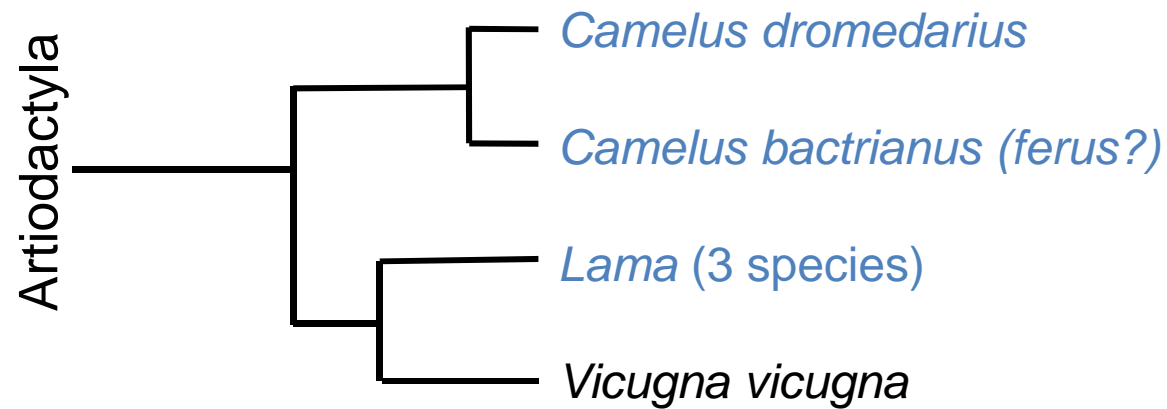 Artiodactyla
Camelus dromedarius
Camelus bactrianus (ferus?)
Lama (3 species)
Vicugna vicugna